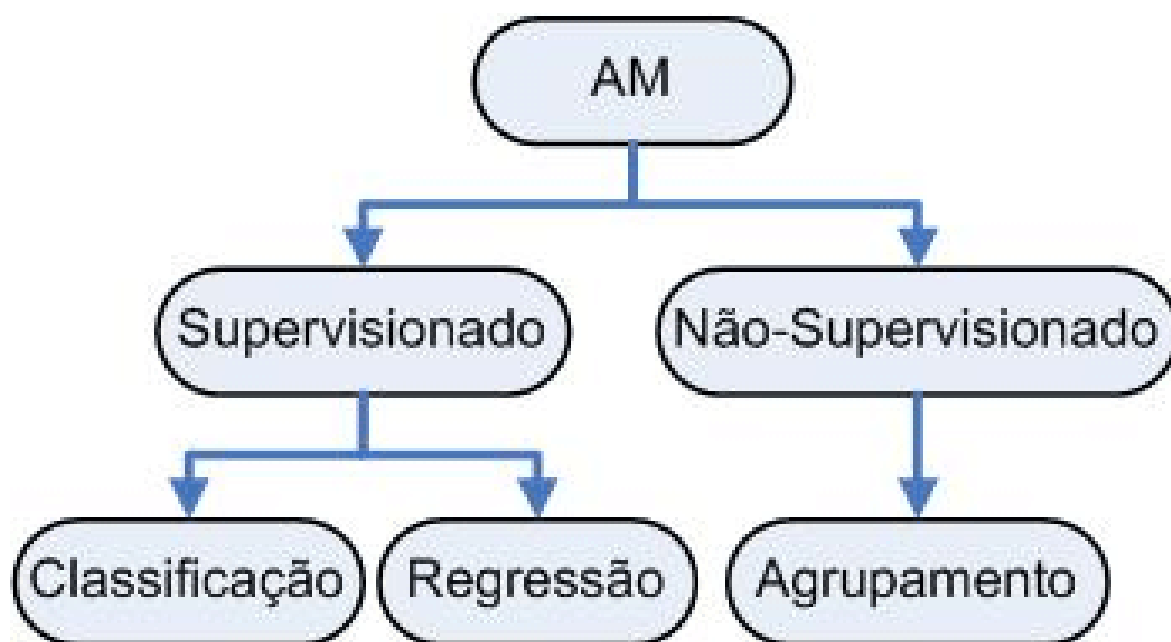 AM
Supervisionado
Não-Supervisionado
Classificação
Regressão
Agrupamento